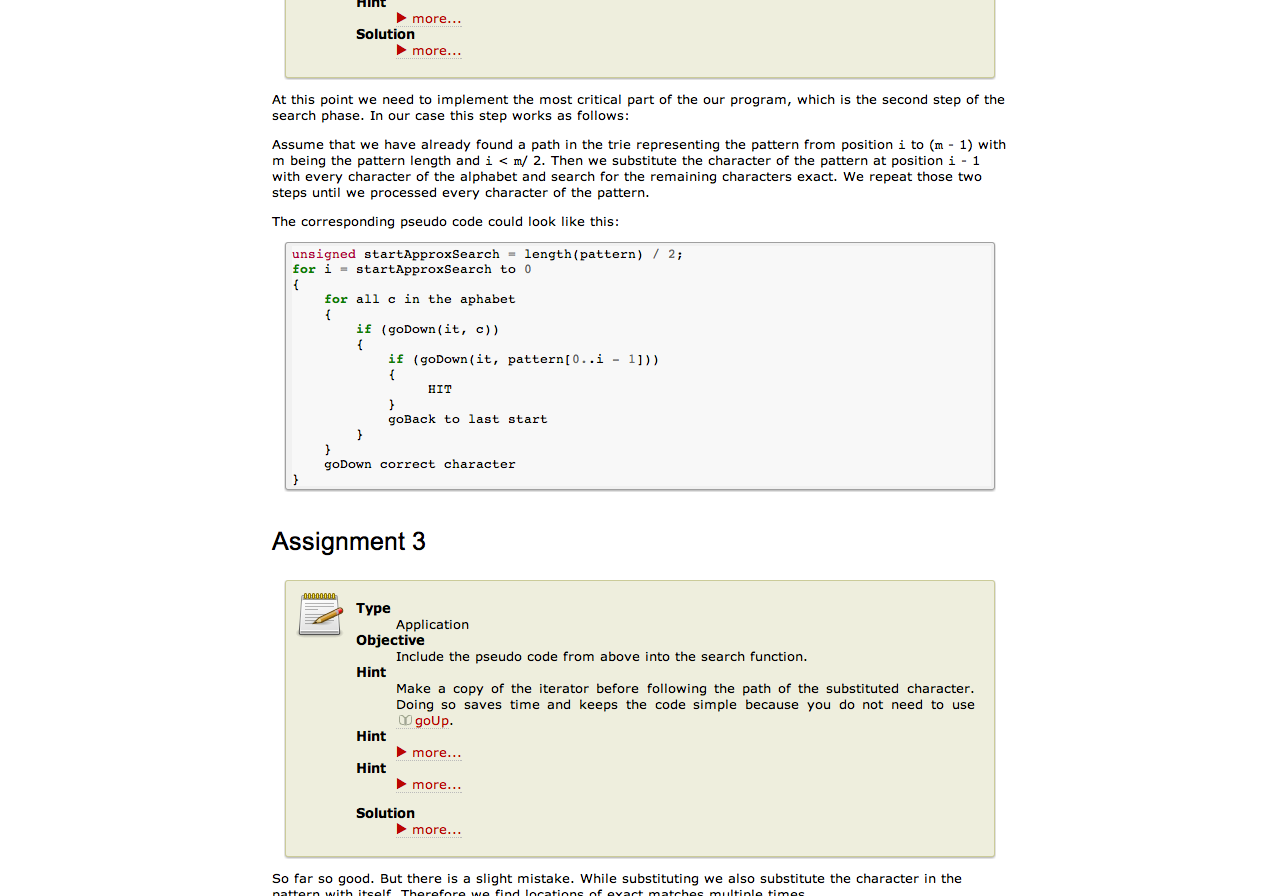 Hint
more...
Solution
more...
At this point we need to implement the most critical part of the our program, which is the second step of the
search phase. In our case this step works as follows:
Assume that we have already found a path in the trie representing the pattern from position i to (m - 1) with
m being the pattern length and i < m/ 2. Then we substitute the character of the pattern at position i - 1
with every character of the alphabet and search for the remaining characters exact. We repeat those two
steps until we processed every character of the pattern.
The corresponding pseudo code could look like this:
unsigned startApproxSearch = length(pattern) / 2;
for i = startApproxSearch to 0
{
    for all c in the aphabet
    {
        if (goDown(it, c))
        {
            if (goDown(it, pattern[0..i - 1]))
            {
                 HIT
            }
            goBack to last start
        }
    }
    goDown correct character
}
Assignment 3
Type
Application
Objective
Include the pseudo code from above into the search function.
Hint
Make a copy of the iterator before following the path of the substituted character.
Doing so saves time and keeps the code simple because you do not need to use
goUp.
Hint
more...
Hint
more...
Solution
more...
So far so good. But there is a slight mistake. While substituting we also substitute the character in the
pattern with itself. Therefore we find locations of exact matches multiple times.